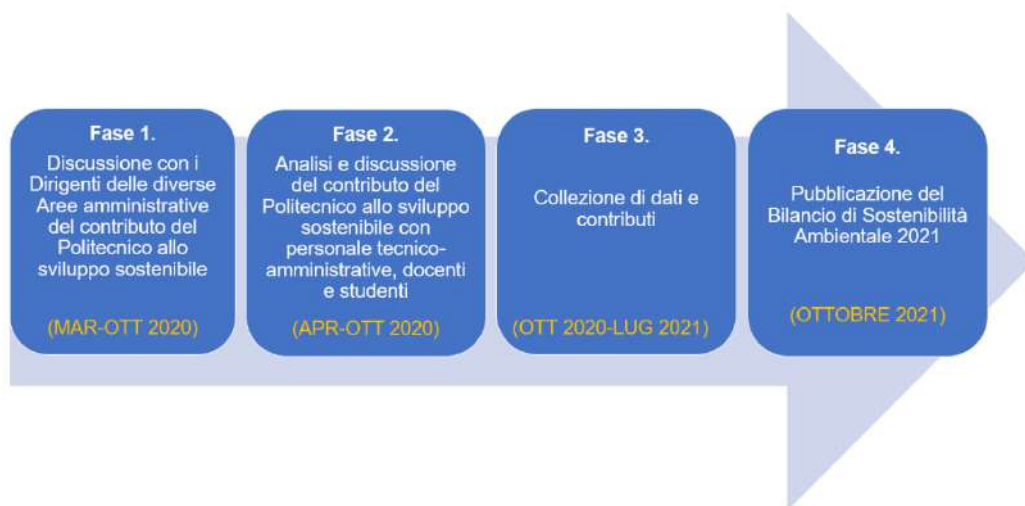 Fase 1.
Discussione con i
Dirigenti delle diverse
Aree amministrative
del contributo del
Politecnico allo
sviluppo sostenibile
(MAR-OTT 2020)
Fase 2.
Analisi e discussione
del contributo del
Politecnico allo sviluppo
sostenibile con
personale tecnico-
amministrative, docenti
e studenti
(APR-OTT 2020)
Fase 3.
Collezione di dati e
contributi
(OTT 2020-LUG 2021)
Fase 4.
Pubblicazione del
Bilancio di Sostenibilità
Ambientale 2021
(OTTOBRE 2021)